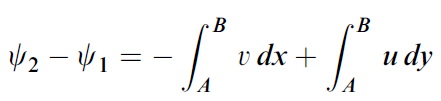 ψ₂ − ψ₁ = − ∫_A^B v dx + ∫_A^B u dy